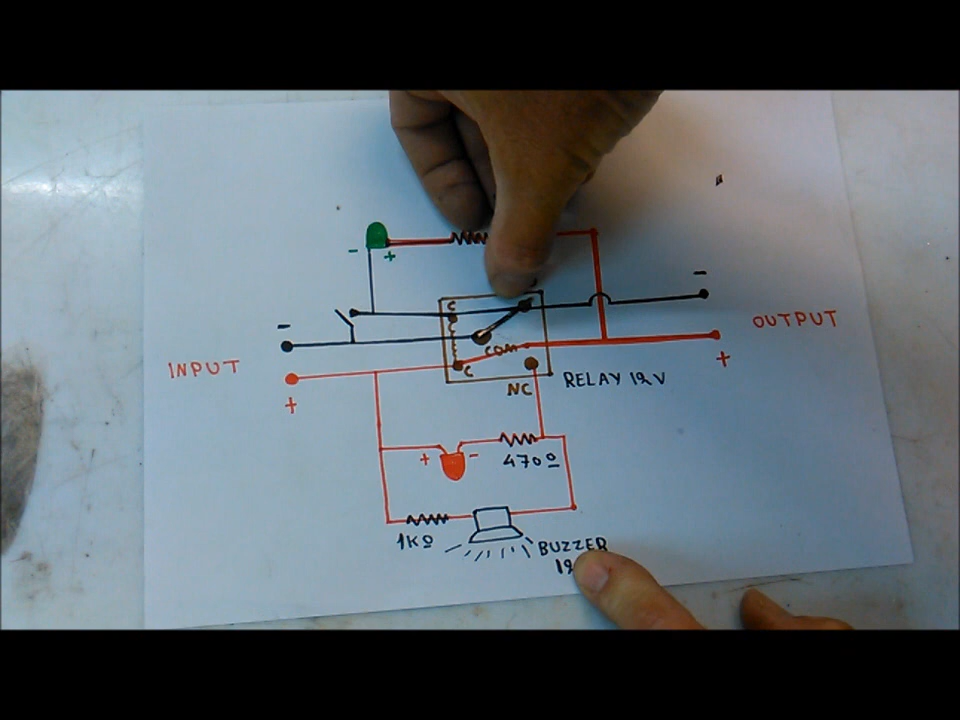 - +
-
C
- C
COM
INPUT
OUTPUT
+
C
+
NC
RELAY 12V
+ -
470Ω
1KΩ
BUZZER